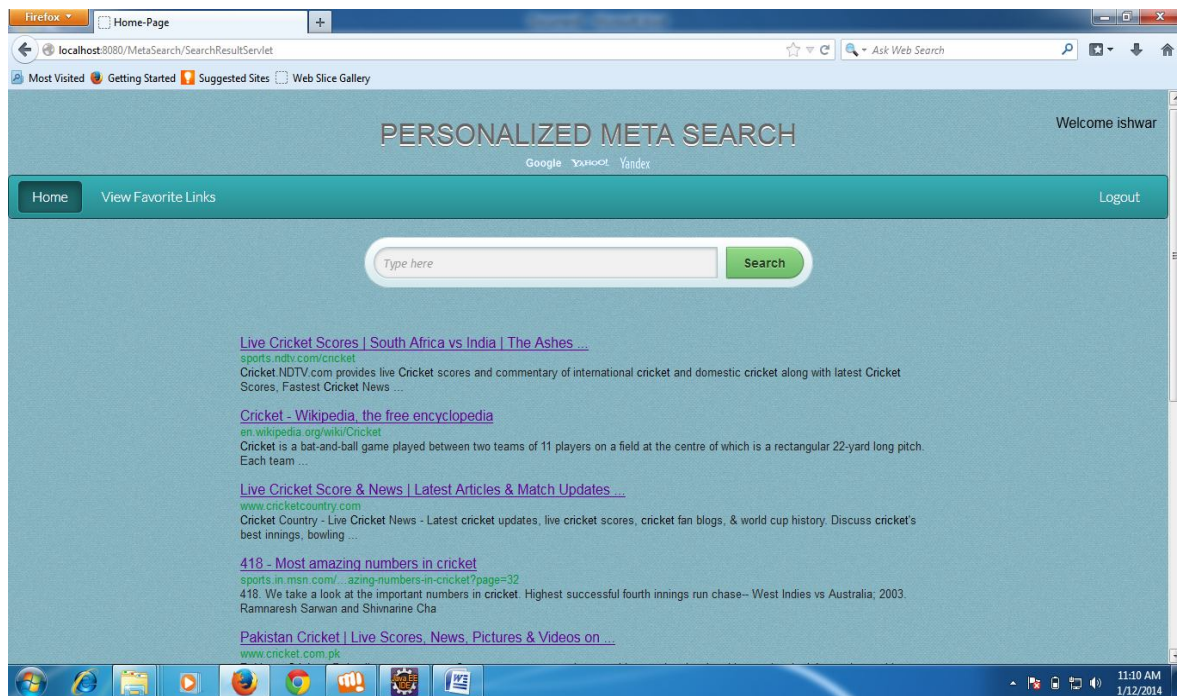 Firefox
Home-Page
+
localhost:8080/MetaSearch/SearchResultServlet
Ask Web Search
Most Visited Getting Started Suggested Sites Web Slice Gallery
Welcome ishwar
PERSONALIZED META SEARCH
Google YAHOO! Yandex
Home View Favorite Links Logout
Type here Search
Live Cricket Scores | South Africa vs India | The Ashes ...
sports.ndtv.com/cricket
Cricket.NDTV.com provides live Cricket scores and commentary of international cricket and domestic cricket along with latest Cricket
Scores, Fastest Cricket News ...
Cricket - Wikipedia, the free encyclopedia
en.wikipedia.org/wiki/Cricket
Cricket is a bat-and-ball game played between two teams of 11 players on a field at the centre of which is a rectangular 22-yard long pitch.
Each team ...
Live Cricket Score & News | Latest Articles & Match Updates ...
www.cricketcountry.com
Cricket Country - Live Cricket News - Latest cricket updates, live cricket scores, cricket fan blogs, & world cup history. Discuss cricket's
best innings, bowling ...
418 - Most amazing numbers in cricket
sports.in.msn.com/...azing-numbers-in-cricket?page=32
418. We take a look at the important numbers in cricket. Highest successful fourth innings run chase-- West Indies vs Australia; 2003.
Ramnaresh Sarwan and Shivnarine Cha
Pakistan Cricket | Live Scores, News, Pictures & Videos on ...
www.cricket.com.pk
Java EE
IDE
11:10 AM
1/12/2014